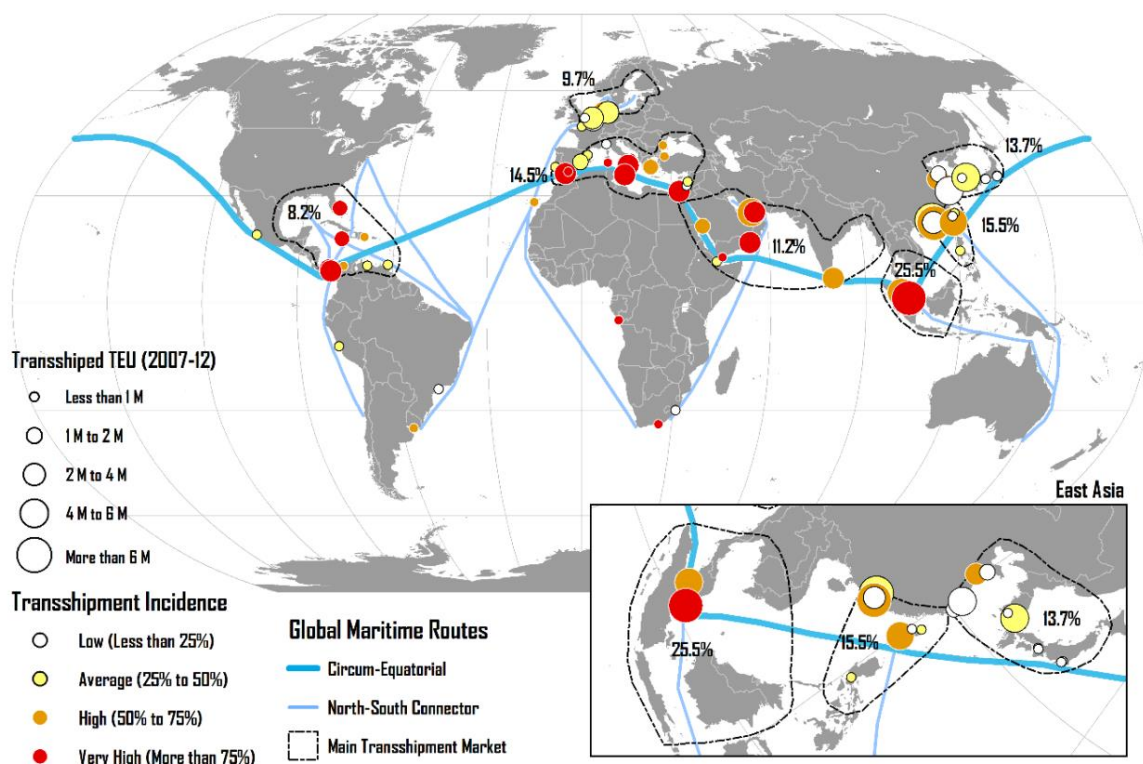 9.7%
13.7%
14.5%
8.2%
15.5%
11.2%
25.5%
Transshiped TEU (2007-12)
Less than 1 M
1 M to 2 M
2 M to 4 M
4 M to 6 M
More than 6 M
Transshipment Incidence
Low (Less than 25%)
Average (25% to 50%)
High (50% to 75%)
Very High (More than 75%)
Global Maritime Routes
Circum-Equatorial
North-South Connector
Main Transshipment Market
East Asia
13.7%
15.5%
25.5%